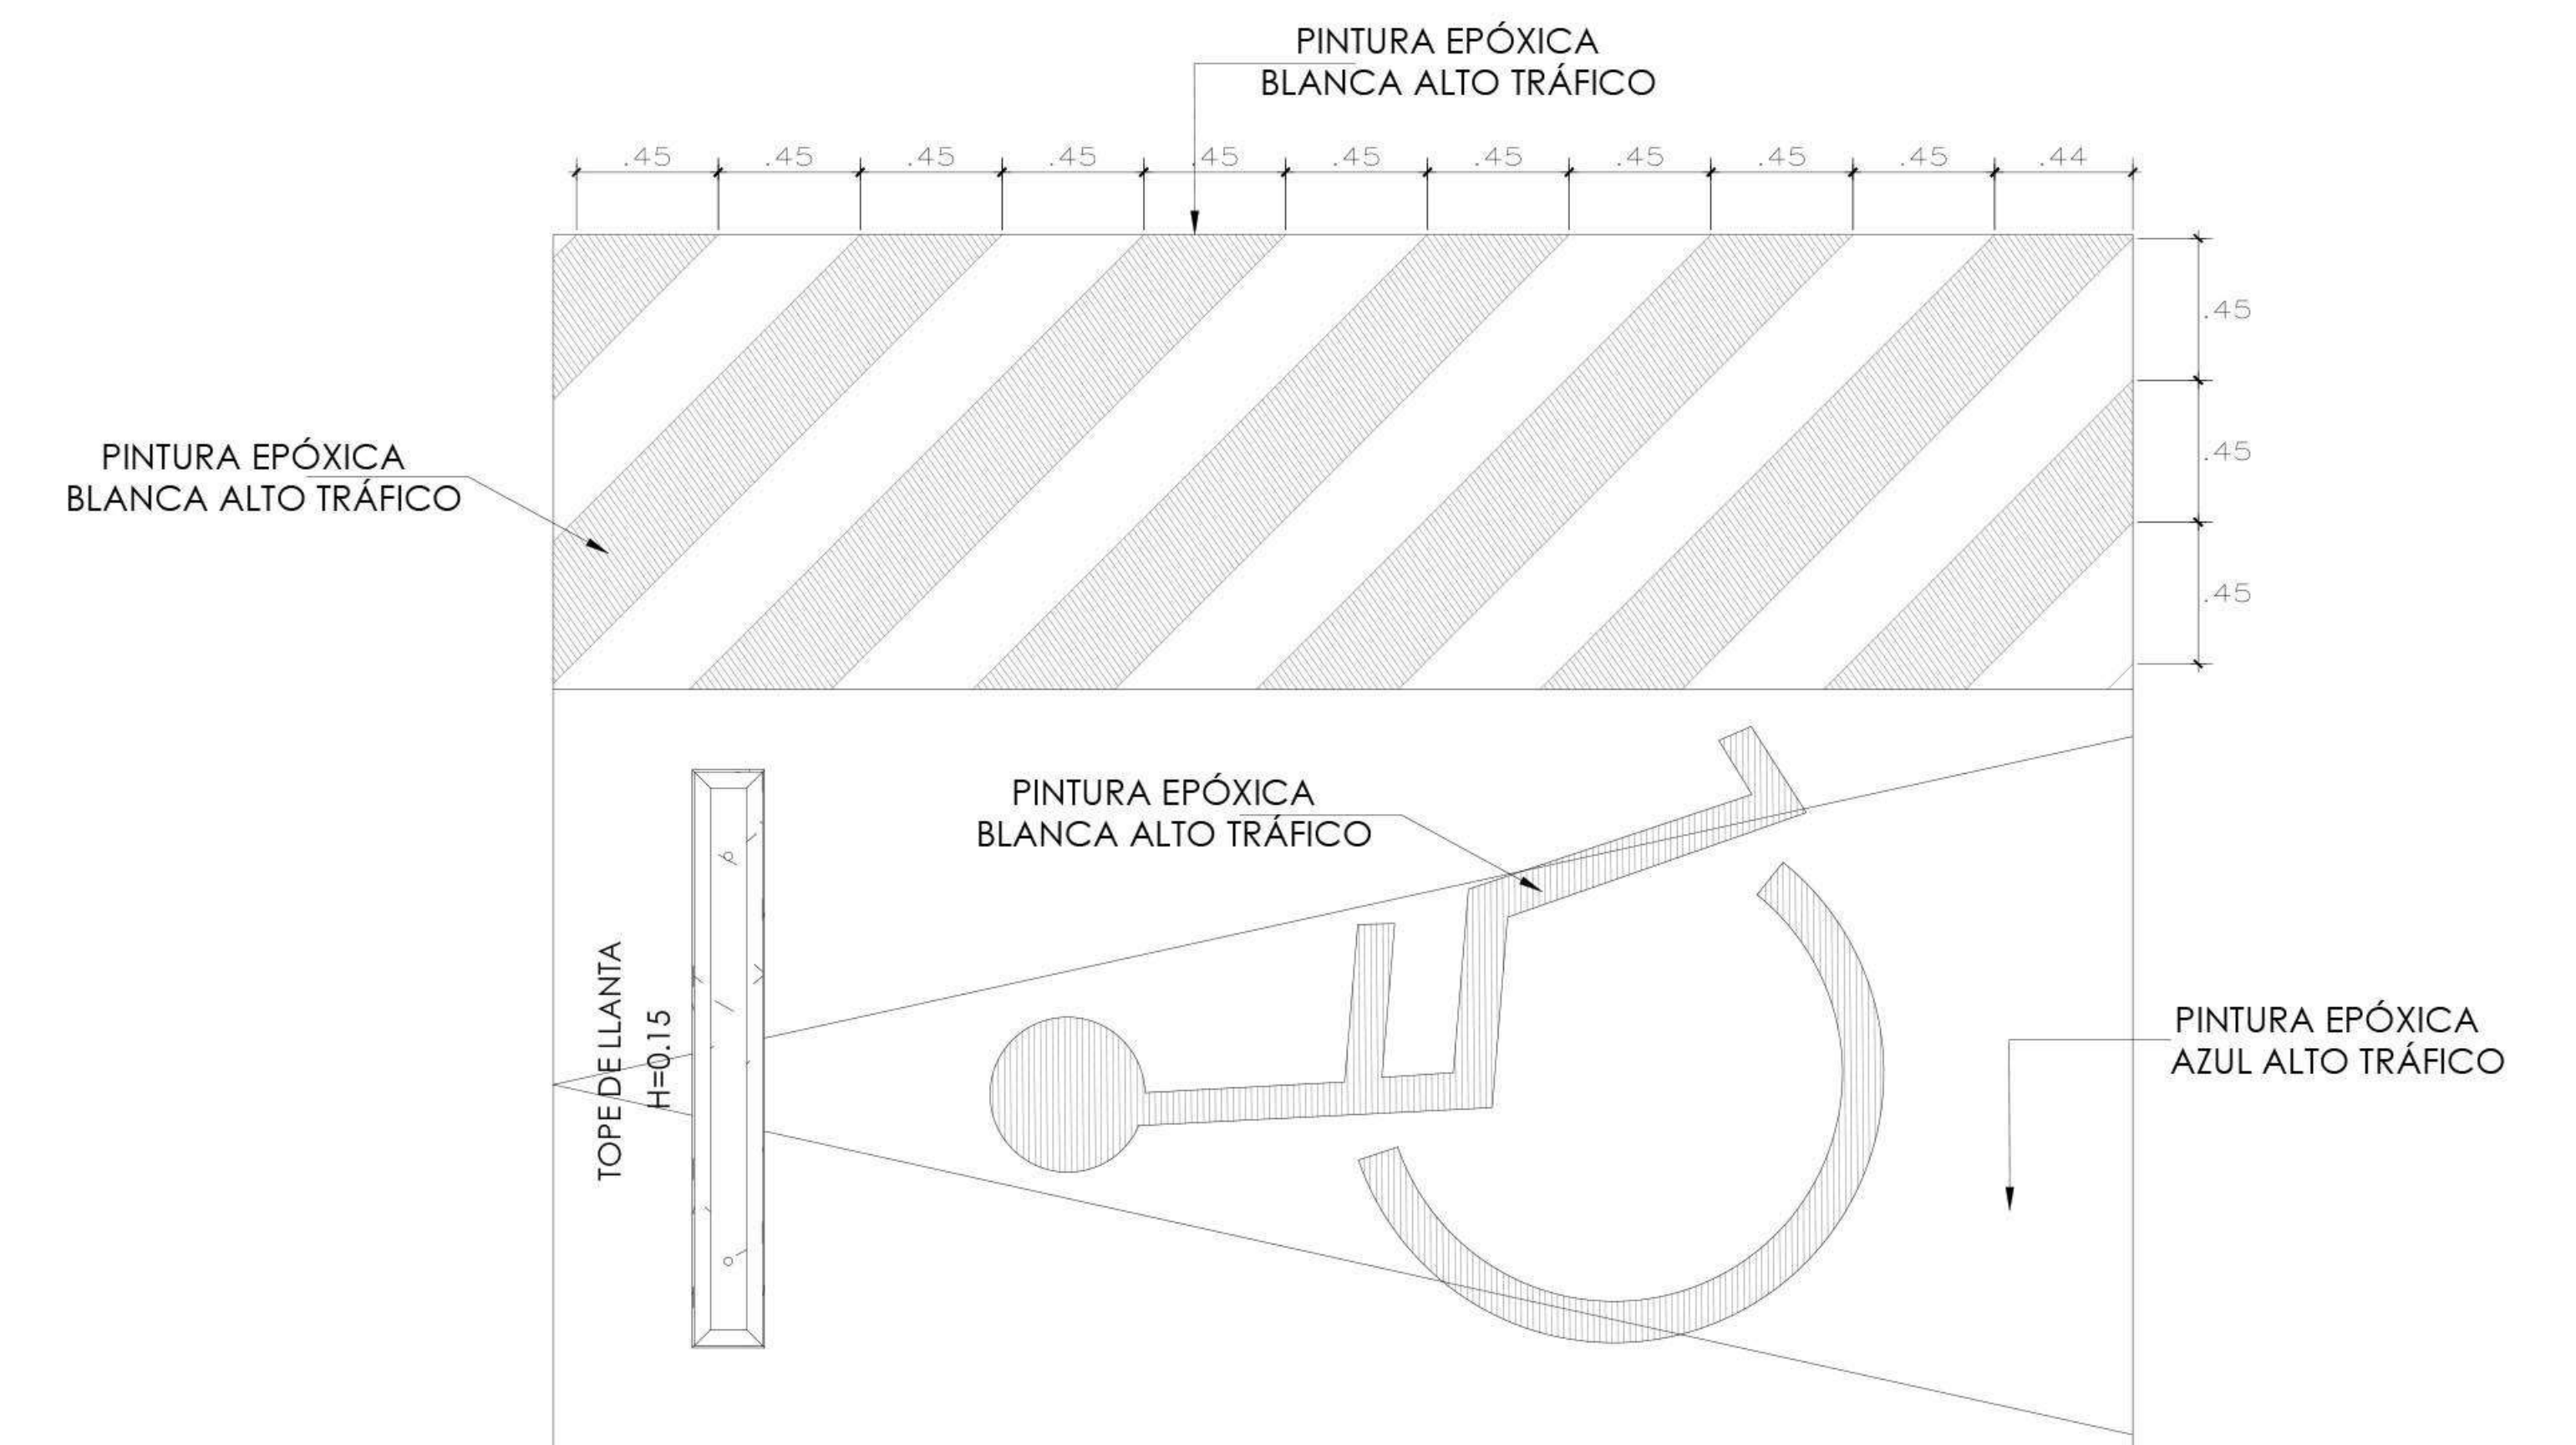 PINTURA EPÓXICA
BLANCA ALTO TRÁFICO
.45 .45 .45 .45 .45 .45 .45 .45 .45 .45 .44
.45
.45
.45
PINTURA EPÓXICA
BLANCA ALTO TRÁFICO
PINTURA EPÓXICA
BLANCA ALTO TRÁFICO
TOPE DE LLANTA
H=0.15
PINTURA EPÓXICA
AZUL ALTO TRÁFICO